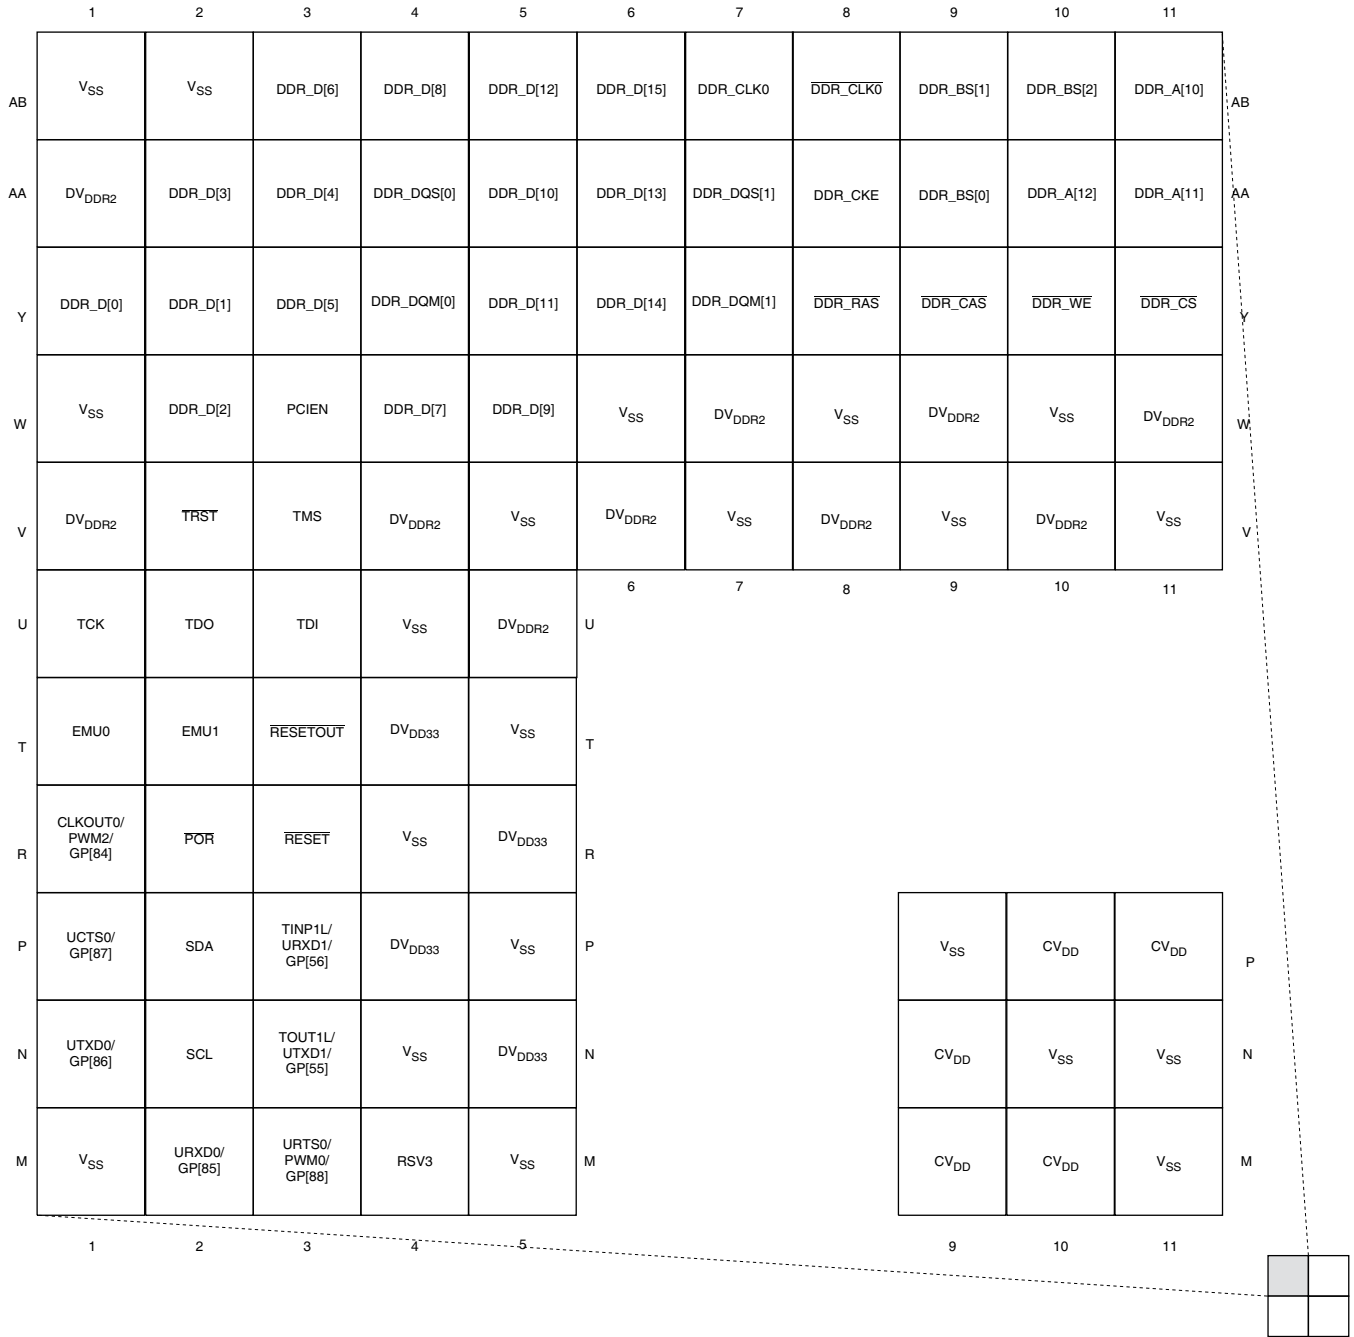 1 2 3 4 5 6 7 8 9 10 11
AB VSS VSS DDR_D[6] DDR_D[8] DDR_D[12] DDR_D[15] DDR_CLK0 DDR_CLK0 DDR_BS[1] DDR_BS[2] DDR_A[10] AB
AA DVDDR2 DDR_D[3] DDR_D[4] DDR_DQS[0] DDR_D[10] DDR_D[13] DDR_DQS[1] DDR_CKE DDR_BS[0] DDR_A[12] DDR_A[11] AA
Y DDR_D[0] DDR_D[1] DDR_D[5] DDR_DQM[0] DDR_D[11] DDR_D[14] DDR_DQM[1] DDR_RAS DDR_CAS DDR_WE DDR_CS Y
W VSS DDR_D[2] PCIEN DDR_D[7] DDR_D[9] VSS DVDDR2 VSS DVDDR2 VSS DVDDR2 W
V DVDDR2 TRST TMS DVDDR2 VSS DVDDR2 VSS DVDDR2 VSS DVDDR2 VSS V
6 7 8 9 10 11
U TCK TDO TDI VSS DVDDR2 U
T EMU0 EMU1 RESETOUT DVDD33 VSS T
R CLKOUT0/
PWM2/
GP[84] POR RESET VSS DVDD33 R
P UCTS0/
GP[87] SDA TINP1L/
URXD1/
GP[56] DVDD33 VSS P VSS CVDD CVDD P
N UTXD0/
GP[86] SCL TOUT1L/
UTXD1/
GP[55] VSS DVDD33 N CVDD VSS VSS N
M VSS URXD0/
GP[85] URTS0/
PWM0/
GP[88] RSV3 VSS M CVDD CVDD VSS M
1 2 3 4 5 9 10 11